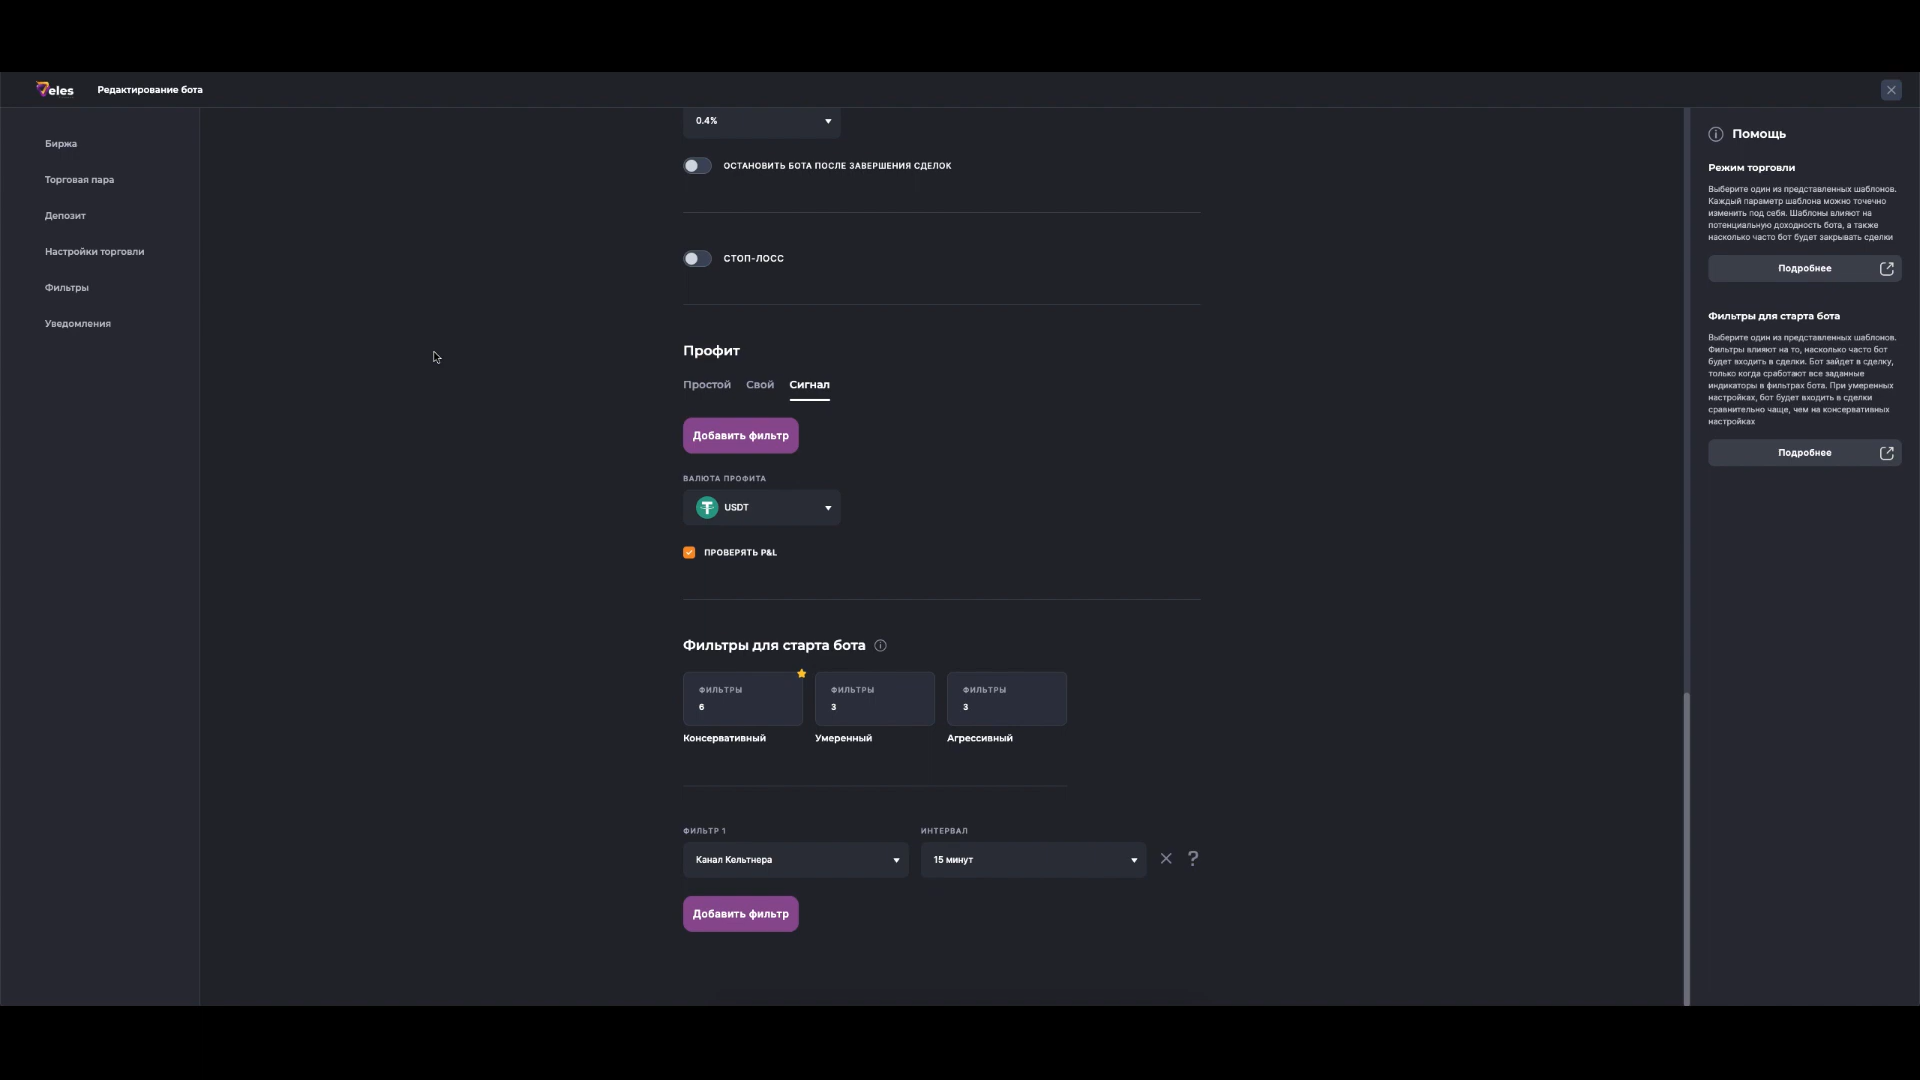 Veles
Редактирование бота
Биржа
Торговая пара
Депозит
Настройки торговли
Фильтры
Уведомления
0.4%
ОСТАНОВИТЬ БОТА ПОСЛЕ ЗАВЕРШЕНИЯ СДЕЛОК
СТОП-ЛОСС
Профит
Простой Свой Сигнал
Добавить фильтр
ВАЛЮТА ПРОФИТА
USDT
ПРОВЕРЯТЬ P&L
Фильтры для старта бота
ФИЛЬТРЫ
6
Консервативный
ФИЛЬТРЫ
3
Умеренный
ФИЛЬТРЫ
3
Агрессивный
ФИЛЬТР 1
Канал Кельтнера
ИНТЕРВАЛ
15 минут
?
Добавить фильтр
Помощь
Режим торговли
Выберите один из представленных шаблонов.
Каждый параметр шаблона можно точечно
изменить под себя. Шаблоны влияют на
потенциальную доходность бота, а также
насколько часто бот будет закрывать сделки
Подробнее
Фильтры для старта бота
Выберите один из представленных шаблонов.
Фильтры влияют на то, насколько часто бот
будет входить в сделки. Бот зайдет в сделку,
только когда сработают все заданные
индикаторы в фильтрах бота. При умеренных
настройках, бот будет входить в сделки
сравнительно чаще, чем на консервативных
настройках
Подробнее